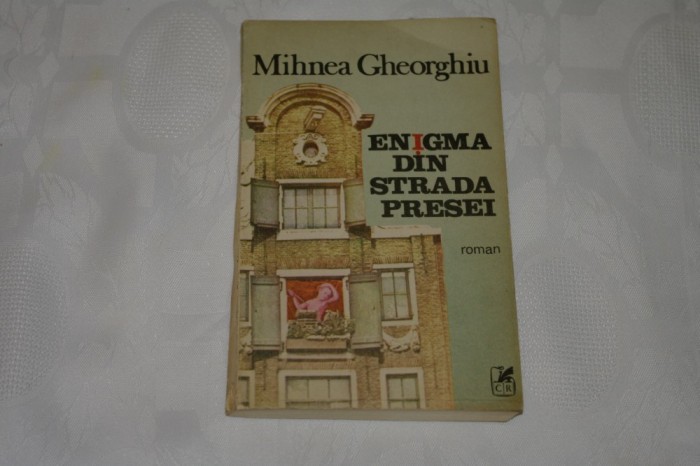 Mihnea Gheorghiu
ENIGMA
DIN
STRADA
PRESEI
roman
CR